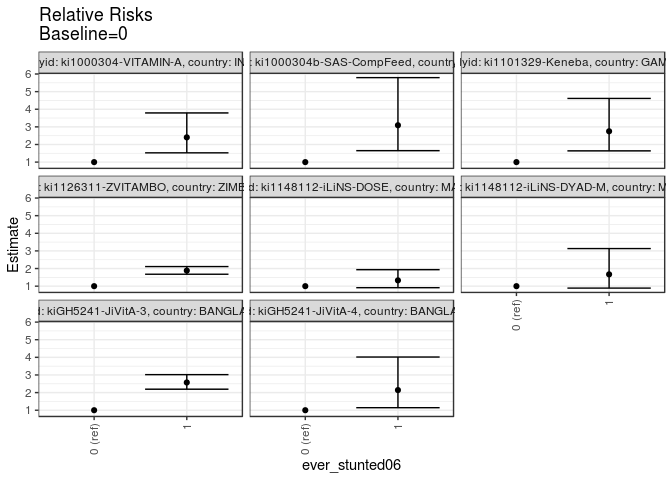 Relative Risks
Baseline=0
yid: ki1000304-VITAMIN-A, country: IN
: ki1000304b-SAS-CompFeed, country
yid: ki1101329-Keneba, country: GAM
6
5
4
3
2
1
: ki1126311-ZVITAMBO, country: ZIME
d: ki1148112-iLiNS-DOSE, country: MA
: ki1148112-iLiNS-DYAD-M, country: M
6
5
4
3
2
1
Estimate
d: kiGH5241-JiVitA-3, country: BANGLA
d: kiGH5241-JiVitA-4, country: BANGLA
6
5
4
3
2
1
0 (ref)
1
0 (ref)
1
0 (ref)
1
ever_stunted06